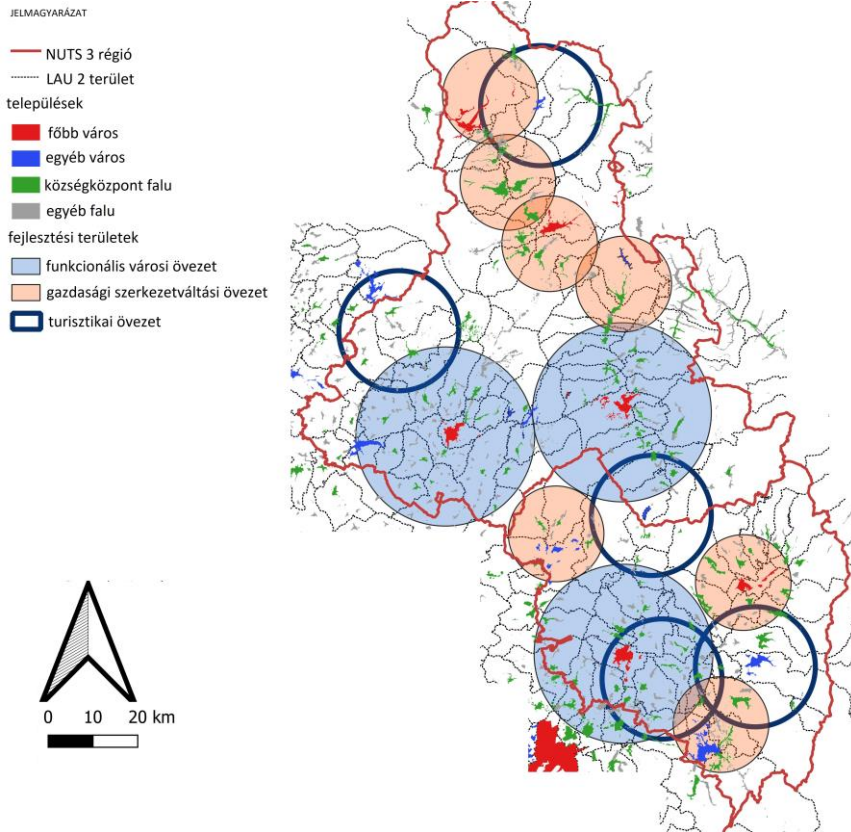 JELMAGYARÁZAT
NUTS 3 régió
LAU 2 terület
települések
főbb város
egyéb város
községközpont falu
egyéb falu
fejlesztési területek
funkcionális városi övezet
gazdasági szerkezetváltási övezet
turisztikai övezet
0 10 20 km